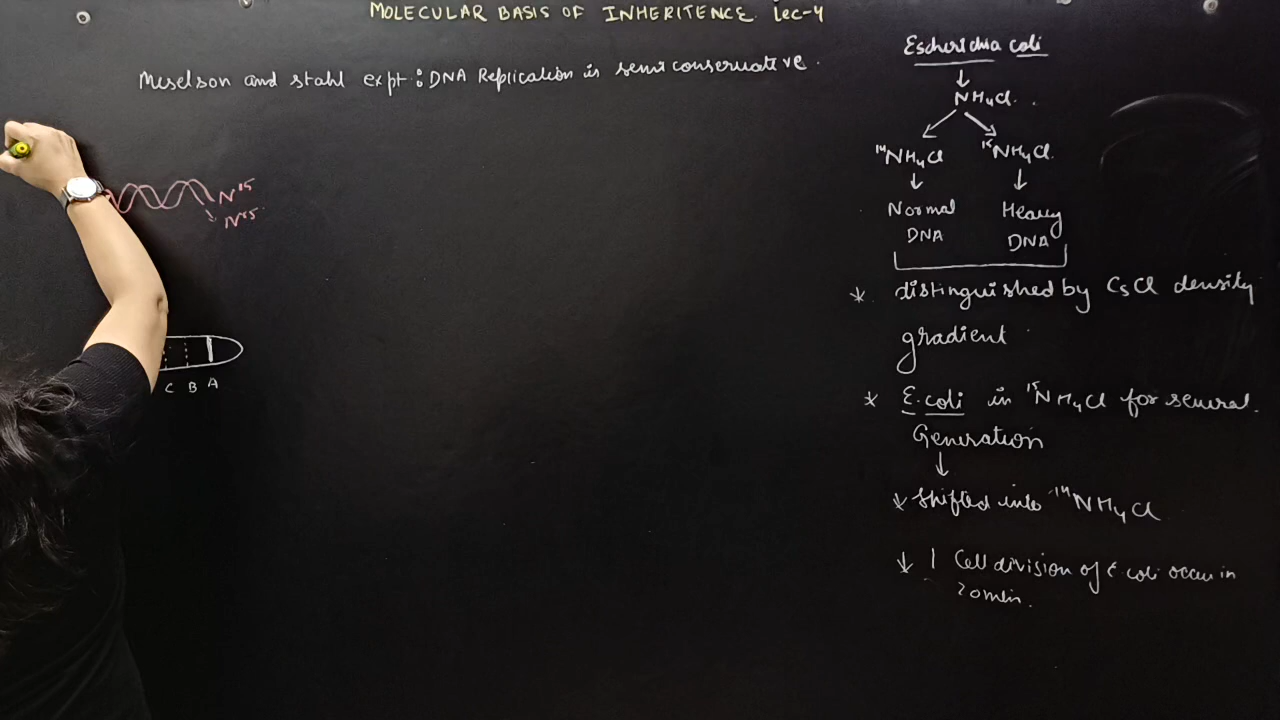 MOLECULAR BASIS OF INHERITENCE lec-4
Meselson and stahl expt : DNA Replication is semi conservative.
N15
N15
C B A
Escherichia coli
↓
NH4Cl.
14NH4Cl 15NH4Cl.
↓ ↓
Normal Heavy
DNA DNA
* distinguished by CsCl density
gradient
* E.coli in 15NH4Cl for several
Generation
↓
* Shifted into 14NH4Cl
↓ 1 Cell division of E coli occur in
20min.